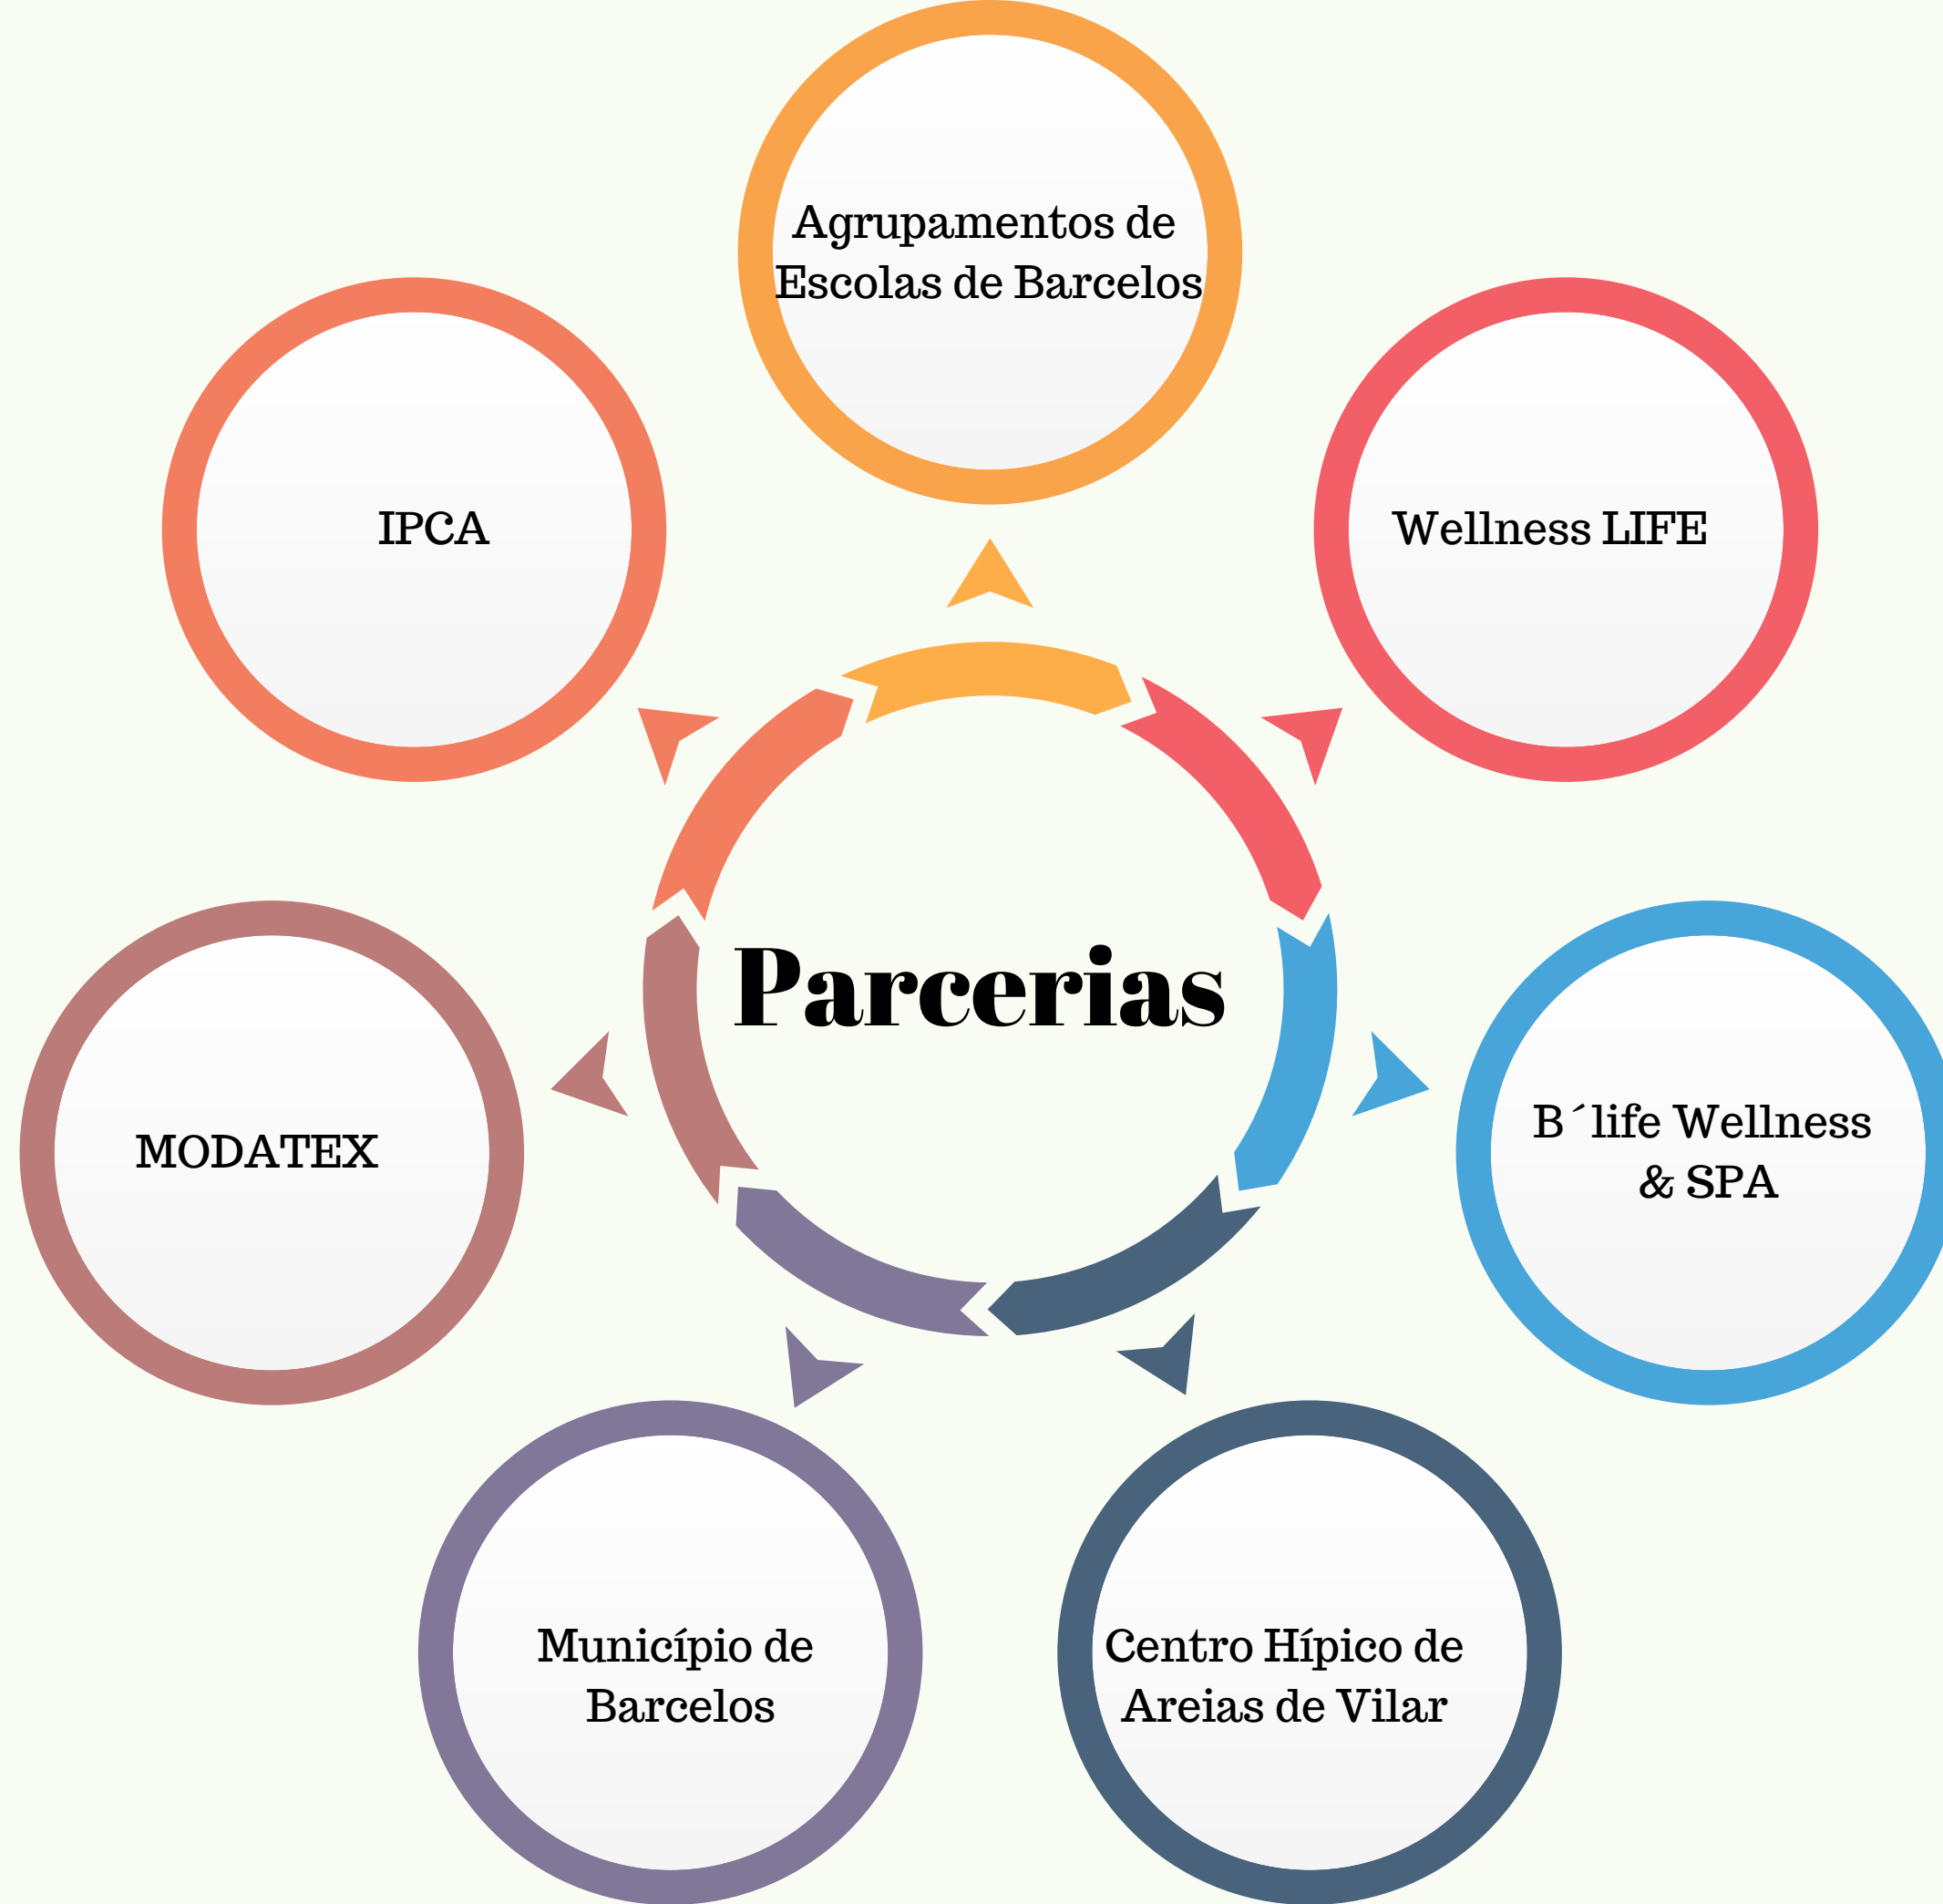 Agrupamentos de
Escolas de Barcelos
IPCA
Wellness LIFE
Parcerias
MODATEX
B´life Wellness
& SPA
Município de
Barcelos
Centro Hípico de
Areias de Vilar